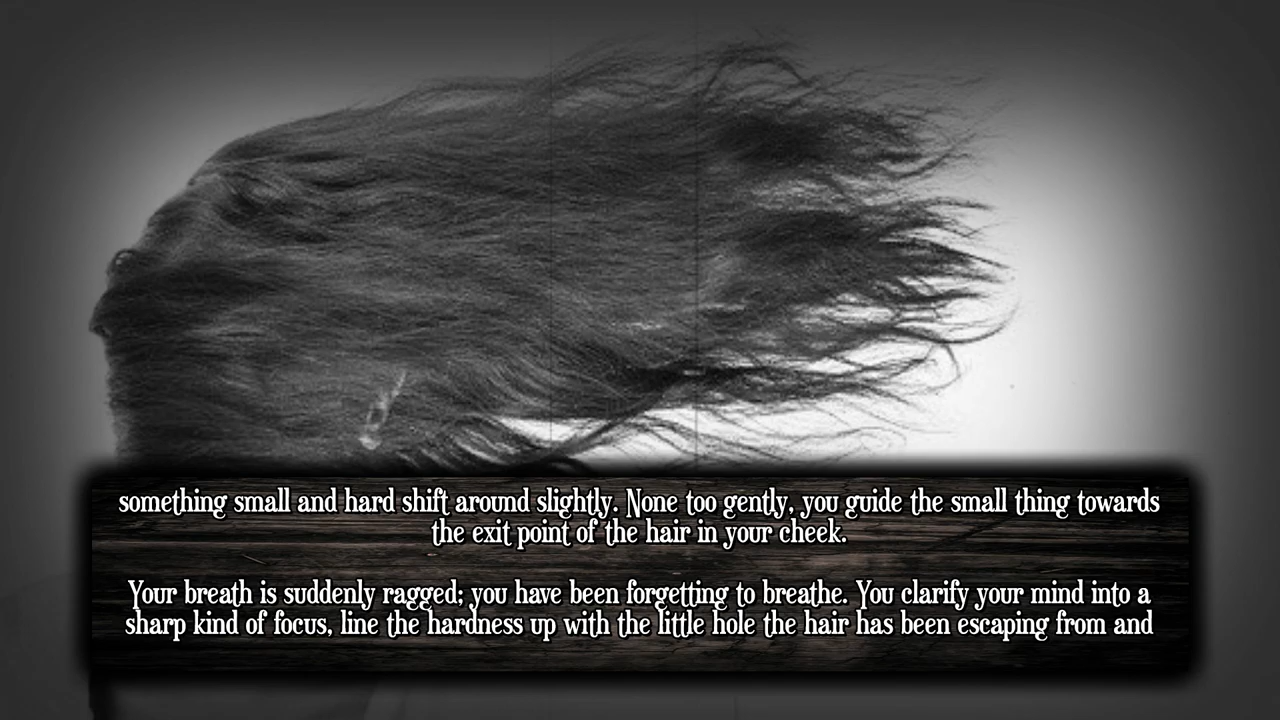 something small and hard shift around slightly. None too gently, you guide the small thing towards
the exit point of the hair in your cheek.
Your breath is suddenly ragged; you have been forgetting to breathe. You clarify your mind into a
sharp kind of focus, line the hardness up with the little hole the hair has been escaping from and